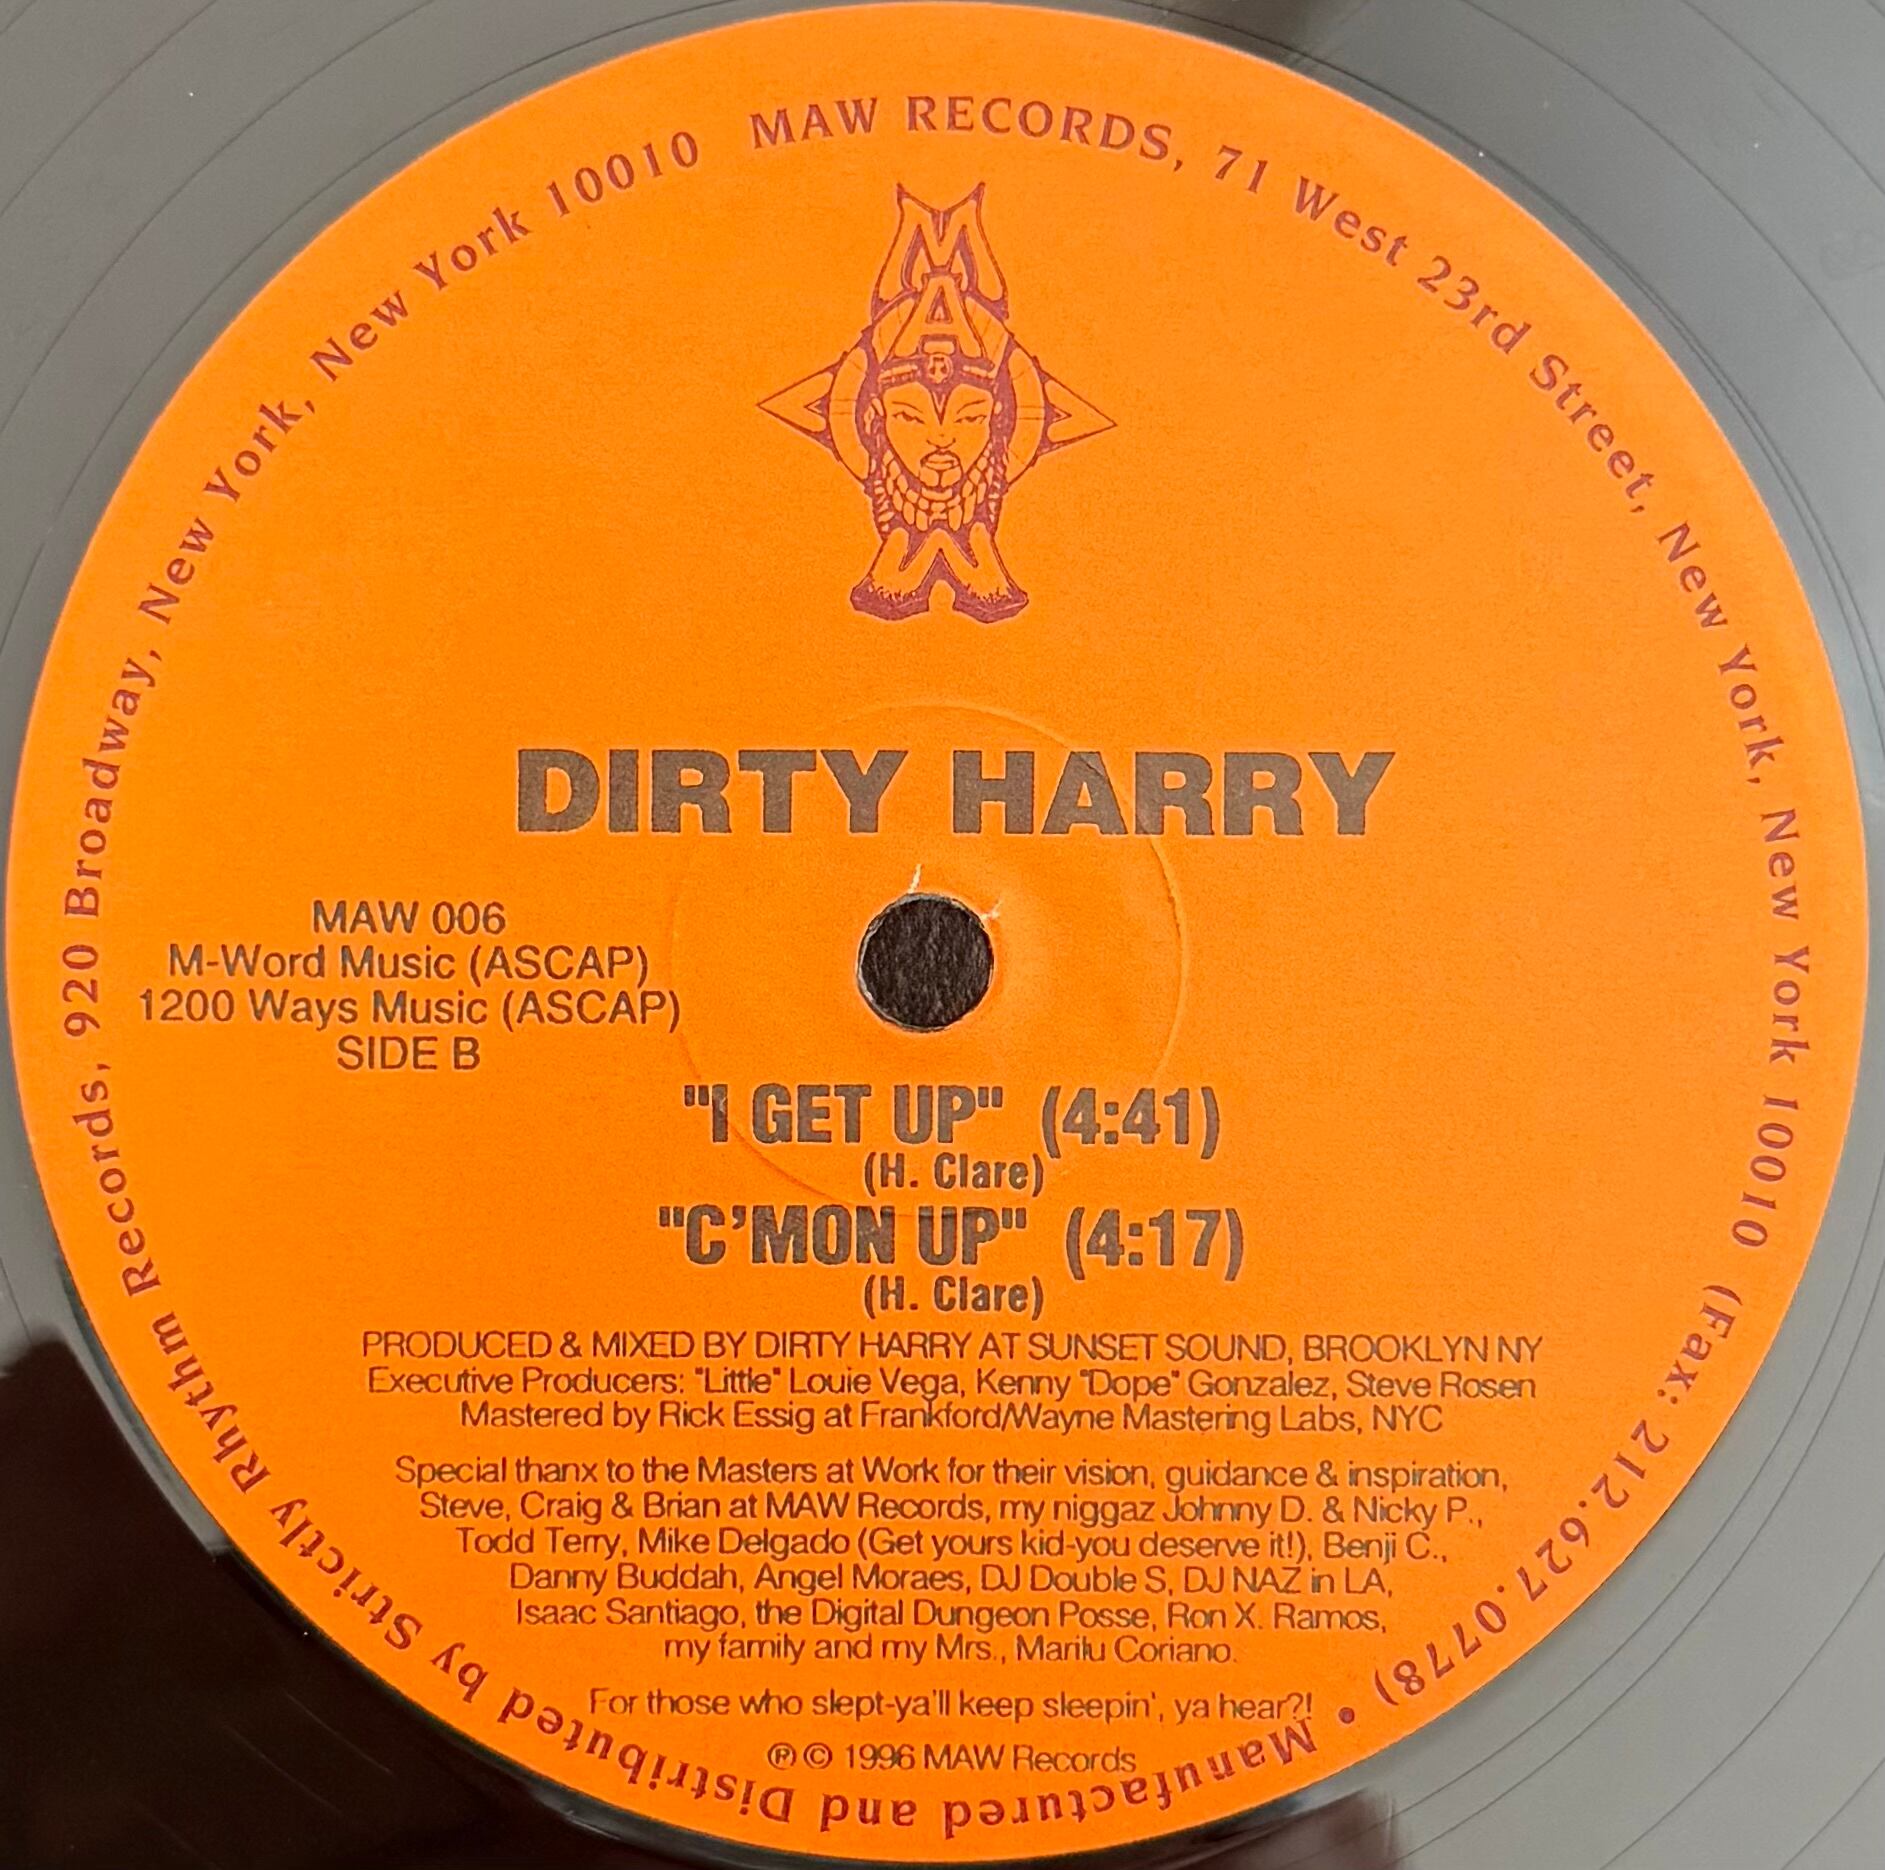 MAW RECORDS, 71 West 23rd Street, New York, New York 10010 (Fax: 212.627.0778) • Manufactured and Distributed by Strictly Rhythm Records, 920 Broadway, New York, New York 10010
MAW
DIRTY HARRY
MAW 006
M-Word Music (ASCAP)
1200 Ways Music (ASCAP)
SIDE B
"I GET UP" (4:41)
(H. Clare)
"C'MON UP" (4:17)
(H. Clare)
PRODUCED & MIXED BY DIRTY HARRY AT SUNSET SOUND, BROOKLYN NY
Executive Producers: "Little" Louie Vega, Kenny "Dope" Gonzalez, Steve Rosen
Mastered by Rick Essig at Frankford/Wayne Mastering Labs, NYC
Special thanx to the Masters at Work for their vision, guidance & inspiration,
Steve, Craig & Brian at MAW Records, my niggaz Johnny D. & Nicky P.,
Todd Terry, Mike Delgado (Get yours kid-you deserve it!), Benji C.,
Danny Buddah, Angel Moraes, DJ Double S, DJ NAZ in LA,
Isaac Santiago, the Digital Dungeon Posse, Ron X. Ramos,
my family and my Mrs., Marilu Coriano.
For those who slept-ya'll keep sleepin', ya hear?!
℗ © 1996 MAW Records